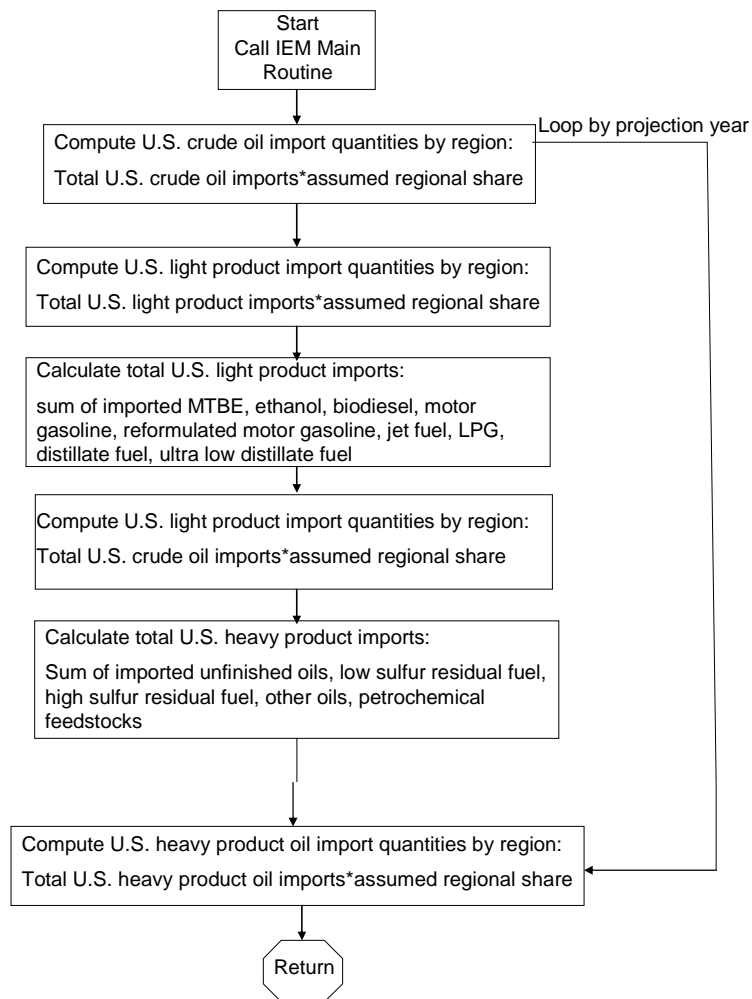 Start
Call IEM Main
Routine
Loop by projection year
Compute U.S. crude oil import quantities by region:
Total U.S. crude oil imports*assumed regional share
Compute U.S. light product import quantities by region:
Total U.S. light product imports*assumed regional share
Calculate total U.S. light product imports:
sum of imported MTBE, ethanol, biodiesel, motor
gasoline, reformulated motor gasoline, jet fuel, LPG,
distillate fuel, ultra low distillate fuel
Compute U.S. light product import quantities by region:
Total U.S. crude oil imports*assumed regional share
Calculate total U.S. heavy product imports:
Sum of imported unfinished oils, low sulfur residual fuel,
high sulfur residual fuel, other oils, petrochemical
feedstocks
Compute U.S. heavy product oil import quantities by region:
Total U.S. heavy product oil imports*assumed regional share
Return